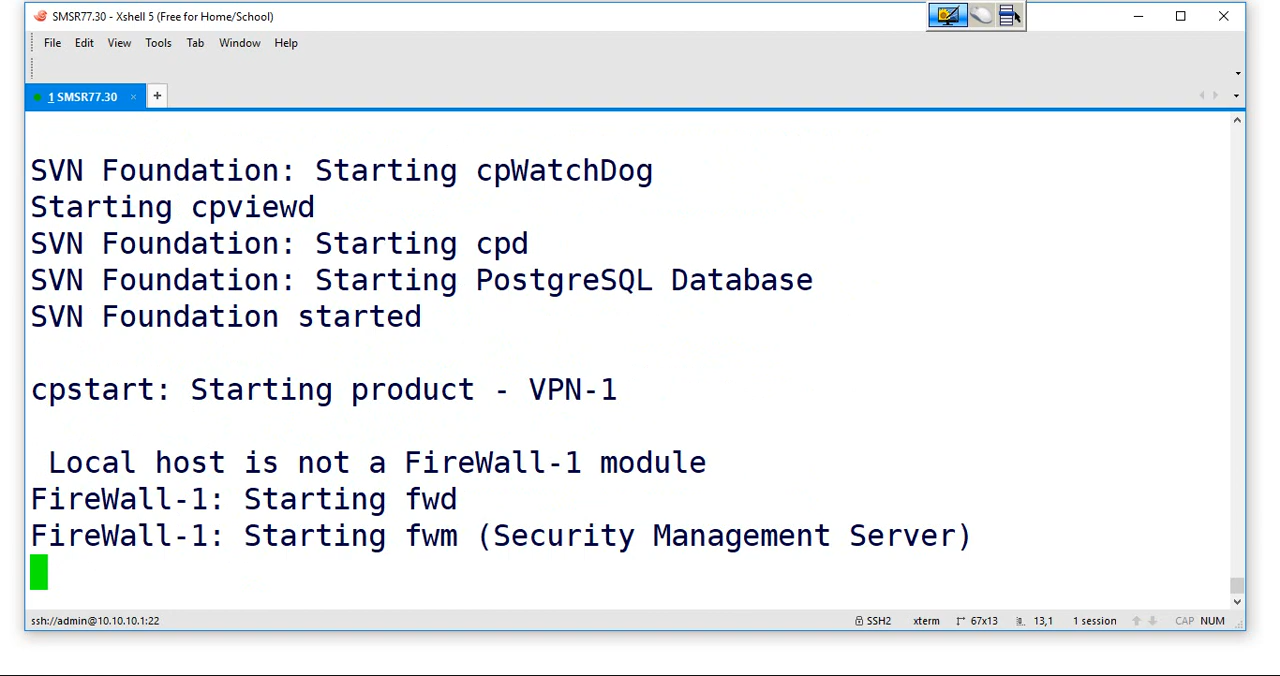 SMSR77.30 - Xshell 5 (Free for Home/School)
File Edit View Tools Tab Window Help
1 SMSR77.30 × +
SVN Foundation: Starting cpWatchDog
Starting cpviewd
SVN Foundation: Starting cpd
SVN Foundation: Starting PostgreSQL Database
SVN Foundation started
cpstart: Starting product - VPN-1
Local host is not a FireWall-1 module
FireWall-1: Starting fwd
FireWall-1: Starting fwm (Security Management Server)
ssh://admin@10.10.10.1:22 SSH2 xterm 67x13 13,1 1 session CAP NUM